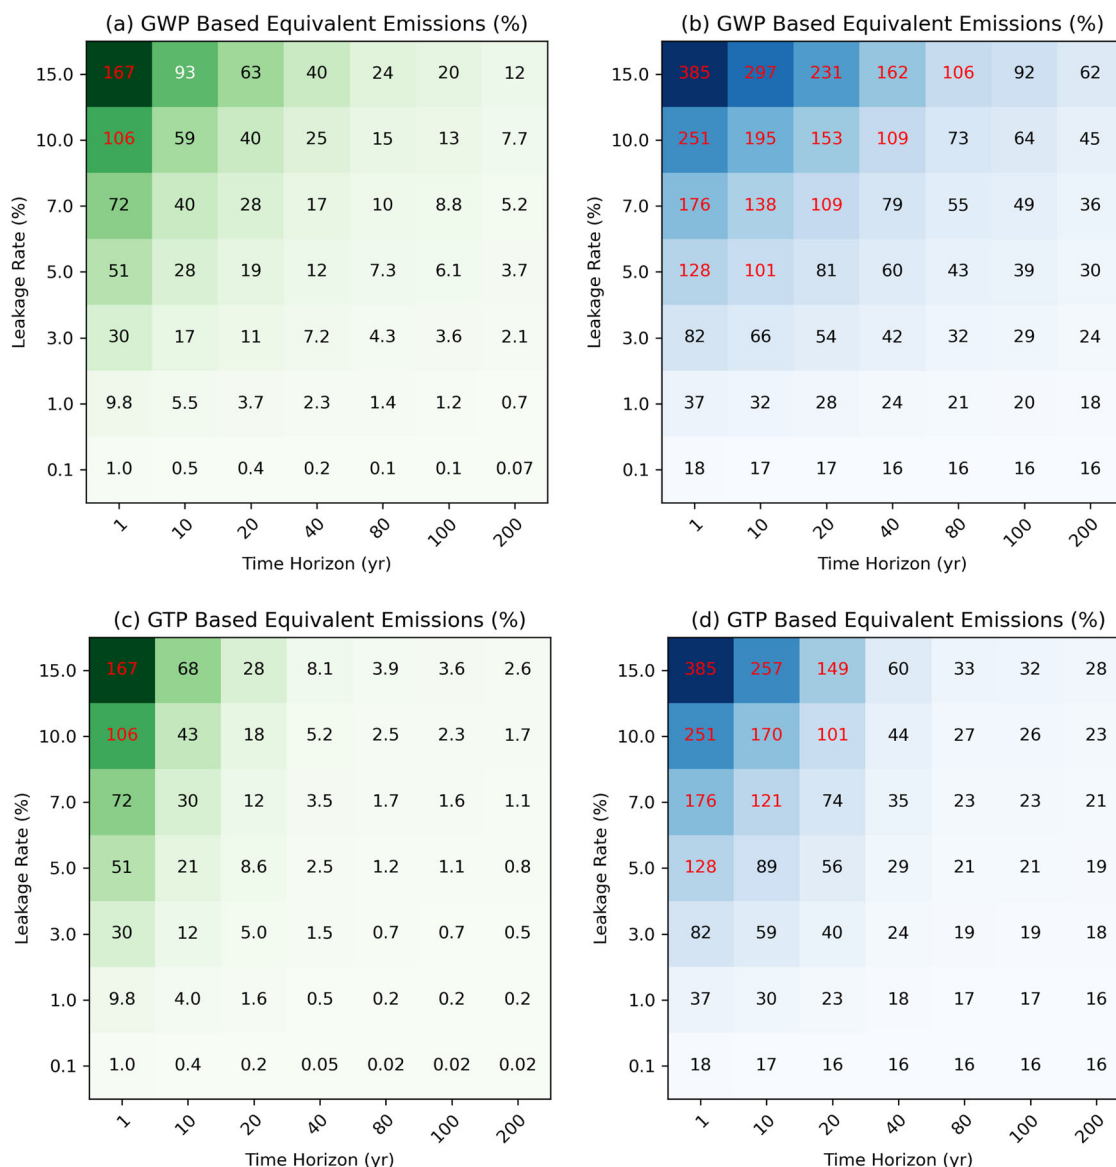 (a) GWP Based Equivalent Emissions (%)
15.0 167 93 63 40 24 20 12
10.0 106 59 40 25 15 13 7.7
7.0 72 40 28 17 10 8.8 5.2
5.0 51 28 19 12 7.3 6.1 3.7
3.0 30 17 11 7.2 4.3 3.6 2.1
1.0 9.8 5.5 3.7 2.3 1.4 1.2 0.7
0.1 1.0 0.5 0.4 0.2 0.1 0.1 0.07
Leakage Rate (%)
1 10 20 40 80 100 200
Time Horizon (yr)
(b) GWP Based Equivalent Emissions (%)
15.0 385 297 231 162 106 92 62
10.0 251 195 153 109 73 64 45
7.0 176 138 109 79 55 49 36
5.0 128 101 81 60 43 39 30
3.0 82 66 54 42 32 29 24
1.0 37 32 28 24 21 20 18
0.1 18 17 17 16 16 16 16
Leakage Rate (%)
1 10 20 40 80 100 200
Time Horizon (yr)
(c) GTP Based Equivalent Emissions (%)
15.0 167 68 28 8.1 3.9 3.6 2.6
10.0 106 43 18 5.2 2.5 2.3 1.7
7.0 72 30 12 3.5 1.7 1.6 1.1
5.0 51 21 8.6 2.5 1.2 1.1 0.8
3.0 30 12 5.0 1.5 0.7 0.7 0.5
1.0 9.8 4.0 1.6 0.5 0.2 0.2 0.2
0.1 1.0 0.4 0.2 0.05 0.02 0.02 0.02
Leakage Rate (%)
1 10 20 40 80 100 200
Time Horizon (yr)
(d) GTP Based Equivalent Emissions (%)
15.0 385 257 149 60 33 32 28
10.0 251 170 101 44 27 26 23
7.0 176 121 74 35 23 23 21
5.0 128 89 56 29 21 21 19
3.0 82 59 40 24 19 19 18
1.0 37 30 23 18 17 17 16
0.1 18 17 16 16 16 16 16
Leakage Rate (%)
1 10 20 40 80 100 200
Time Horizon (yr)